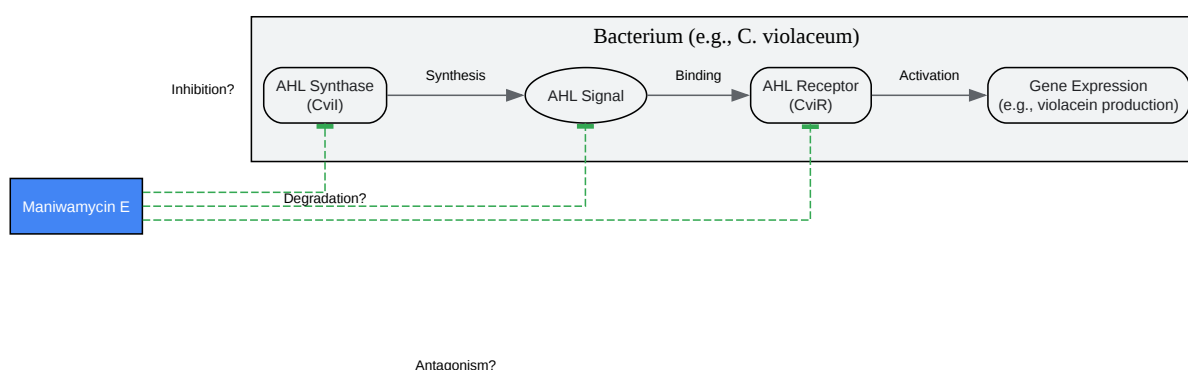 Bacterium (e.g., C. violaceum)
Inhibition?
AHL Synthase
(CviI)
Synthesis
AHL Signal
Binding
AHL Receptor
(CviR)
Activation
Gene Expression
(e.g., violacein production)
Maniwamycin E
Degradation?
Antagonism?